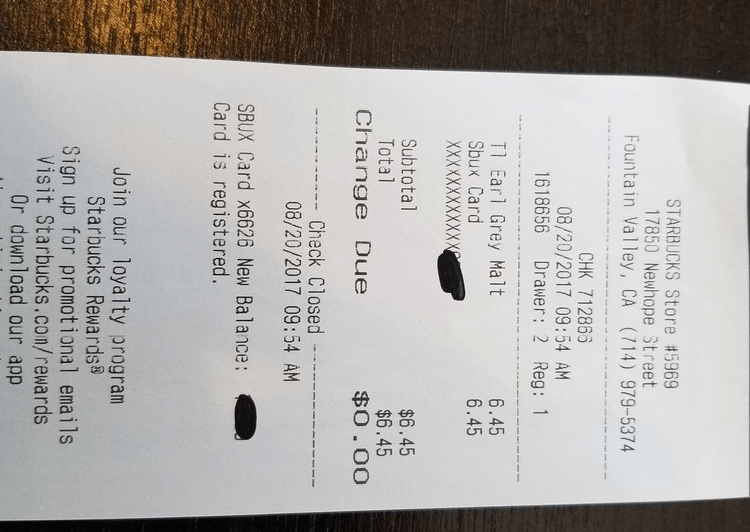 STARBUCKS Store #5969
17850 Newhope Street
Fountain Valley, CA (714) 979-5374
CHK 712866
08/20/2017 09:54 AM
1618656 Drawer: 2 Reg: 1
Tl Earl Grey Malt 6.45
Sbux Card 6.45
XXXXXXXXXXXX
Subtotal $6.45
Total $6.45
Change Due $0.00
------------ Check Closed ------------
08/20/2017 09:54 AM
SBUX Card x6626 New Balance:
Card is registered.
Join our loyalty program
Starbucks Rewards®
Sign up for promotional emails
Visit Starbucks.com/rewards
Or download our app